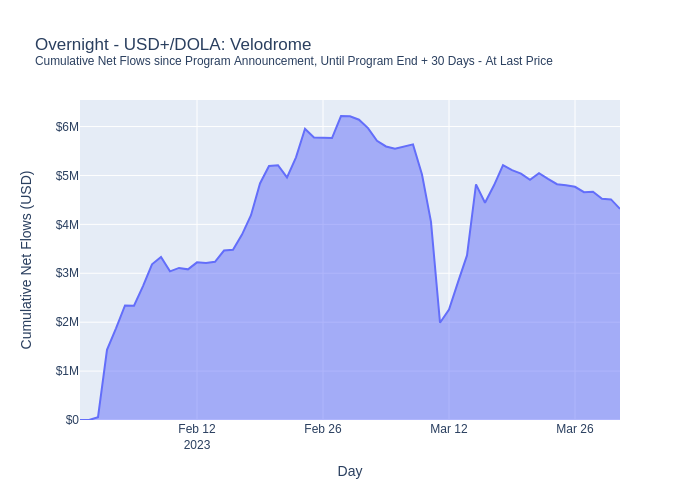 Overnight - USD+/DOLA: Velodrome
Cumulative Net Flows since Program Announcement, Until Program End + 30 Days - At Last Price
Cumulative Net Flows (USD)
$6M
$5M
$4M
$3M
$2M
$1M
$0
Feb 12
2023
Feb 26
Mar 12
Mar 26
Day